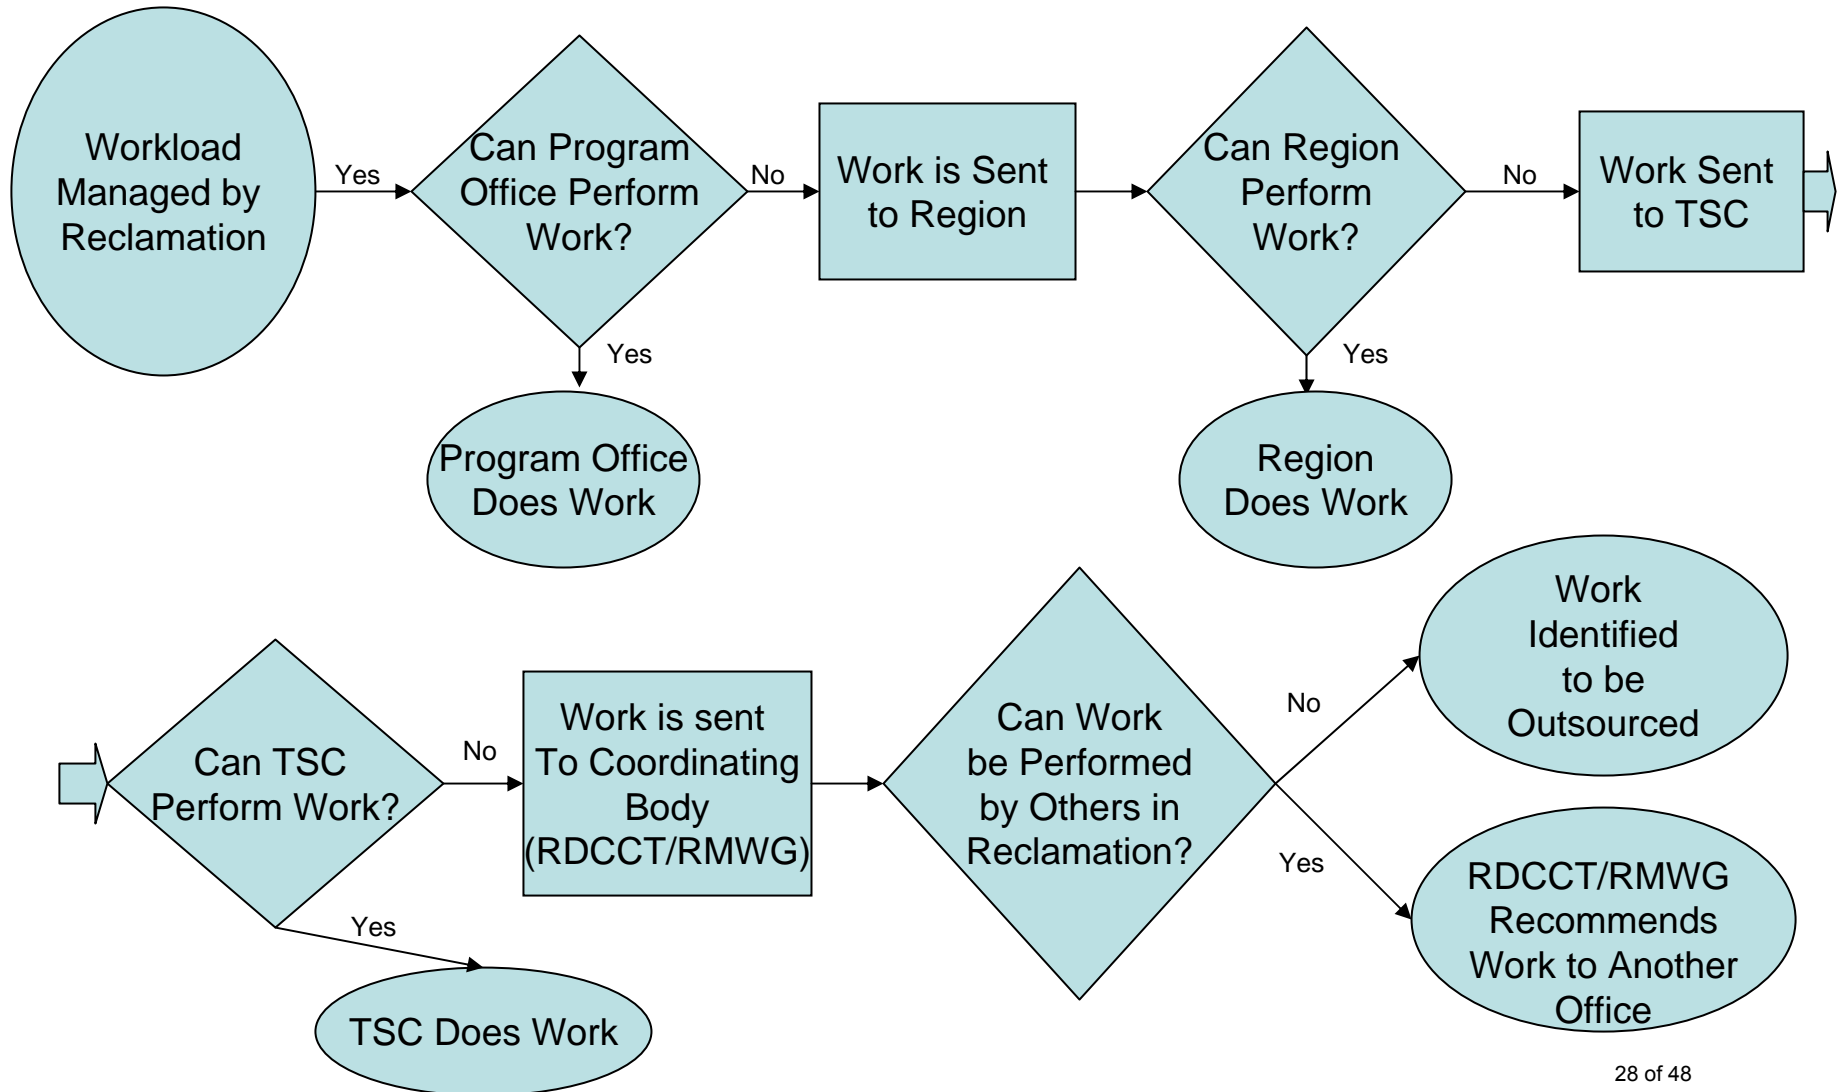 Workload
Managed by
Reclamation
Yes
Can Program
Office Perform
Work?
No
Work is Sent
to Region
Can Region
Perform
Work?
No
Work Sent
to TSC
Yes
Program Office
Does Work
Yes
Region
Does Work
Can TSC
Perform Work?
No
Work is sent
To Coordinating
Body
(RDCCT/RMWG)
Can Work
be Performed
by Others in
Reclamation?
No
Work
Identified
to be
Outsourced
Yes
RDCCT/RMWG
Recommends
Work to Another
Office
Yes
TSC Does Work
28 of 48